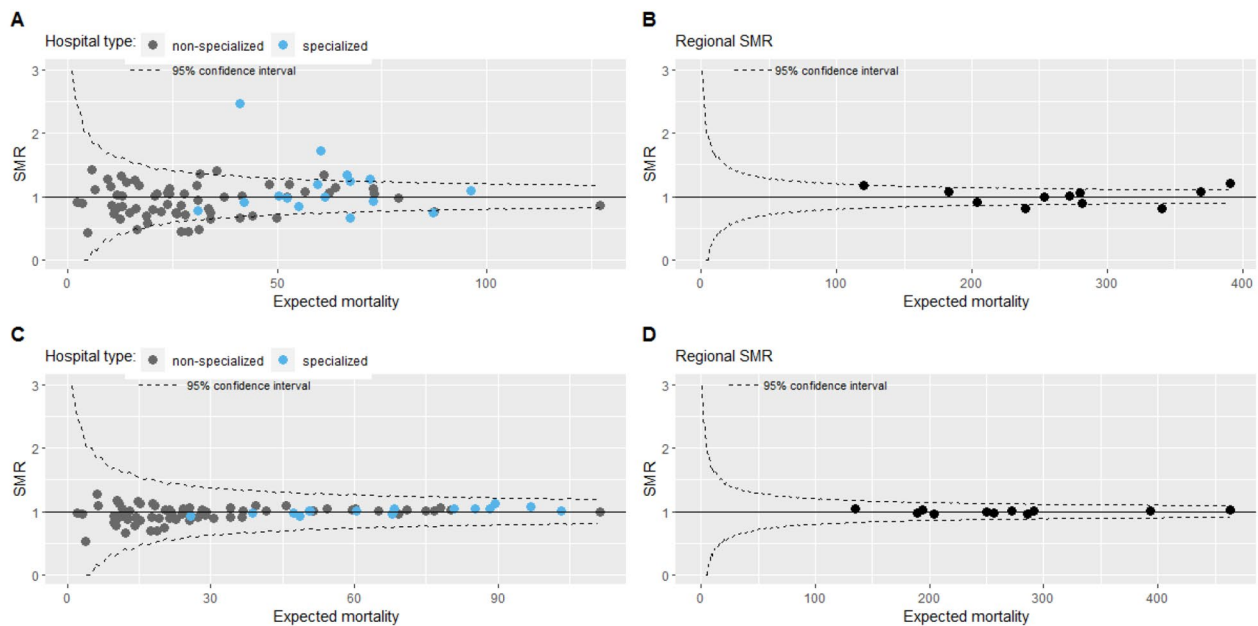 A
Hospital type: non-specialized specialized
95% confidence interval
3
2
1
0
SMR
0 50 100
Expected mortality
B
Regional SMR
95% confidence interval
3
2
1
0
SMR
0 100 200 300 400
Expected mortality
C
Hospital type: non-specialized specialized
95% confidence interval
3
2
1
0
SMR
0 30 60 90
Expected mortality
D
Regional SMR
95% confidence interval
3
2
1
0
SMR
0 100 200 300 400
Expected mortality